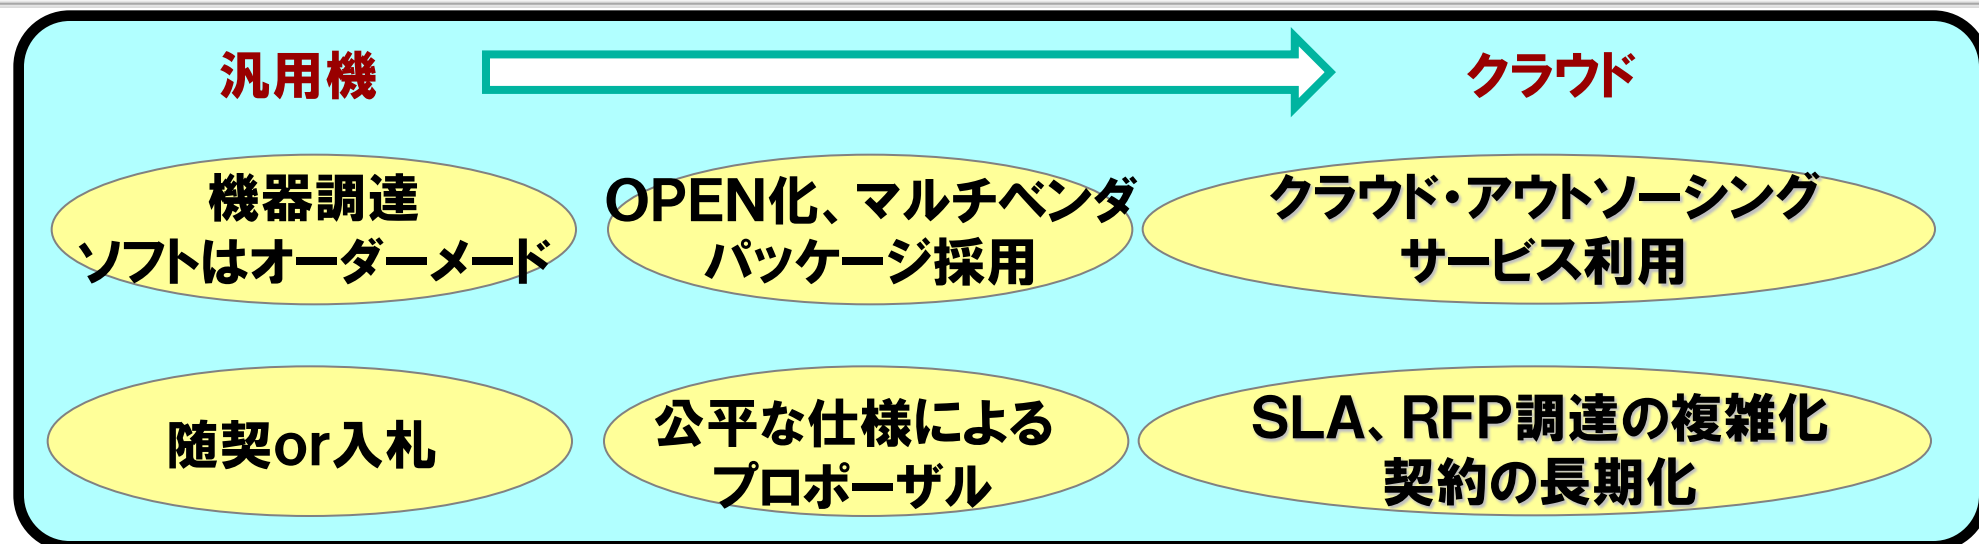 汎用機
クラウド
機器調達
ソフトはオーダーメード
OPEN化、マルチベンダ
パッケージ採用
クラウド・アウトソーシング
サービス利用
随契or入札
公平な仕様による
プロポーザル
SLA、RFP調達の複雑化
契約の長期化